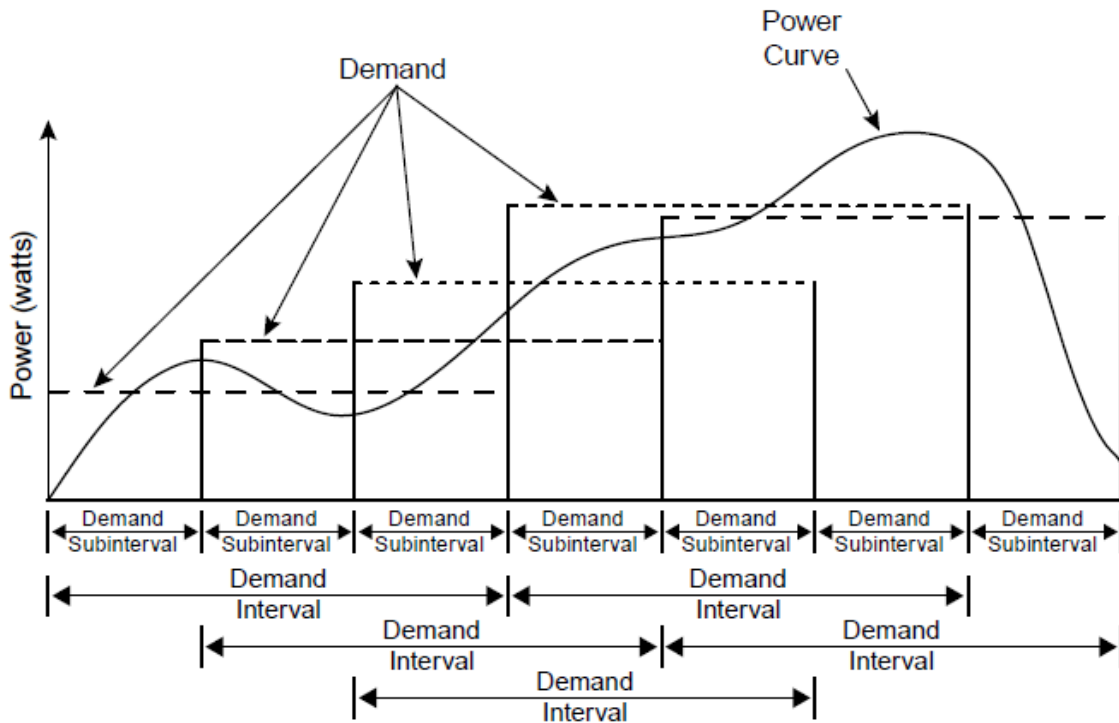 Power
Curve
Demand
Power (watts)
Demand
Subinterval
Demand
Subinterval
Demand
Subinterval
Demand
Subinterval
Demand
Subinterval
Demand
Subinterval
Demand
Subinterval
Demand
Interval
Demand
Interval
Demand
Interval
Demand
Interval
Demand
Interval